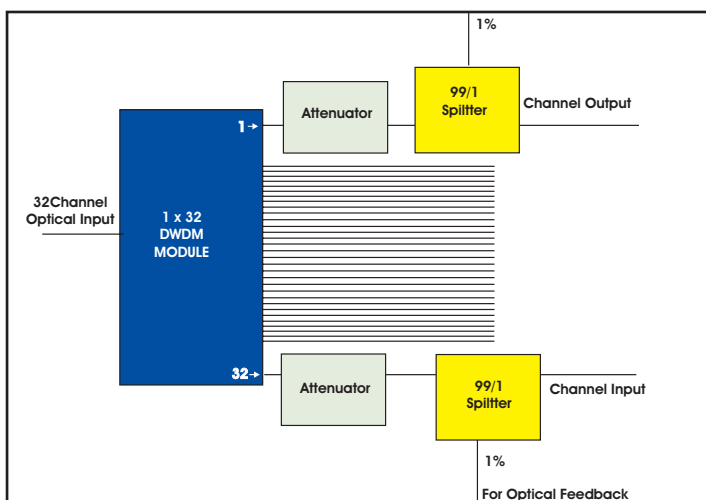 1%
99/1
Spiltter
Channel Output
Attenuator
1
32Channel
Optical Input
1 x 32
DWDM
MODULE
32
Attenuator
99/1
Spiltter
Channel Input
1%
For Optical Feedback